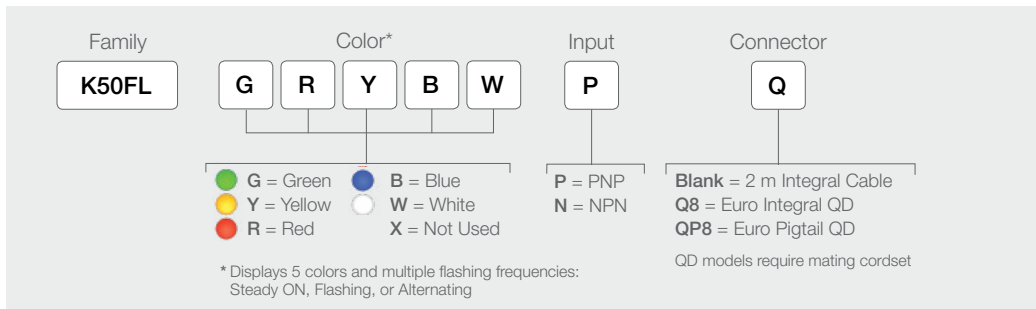 Family
Color*
Input
Connector
K50FL
G R Y B W
P
Q
G = Green
B = Blue
Y = Yellow
W = White
R = Red
X = Not Used
P = PNP
N = NPN
Blank = 2 m Integral Cable
Q8 = Euro Integral QD
QP8 = Euro Pigtail QD
QD models require mating cordset
* Displays 5 colors and multiple flashing frequencies:
Steady ON, Flashing, or Alternating